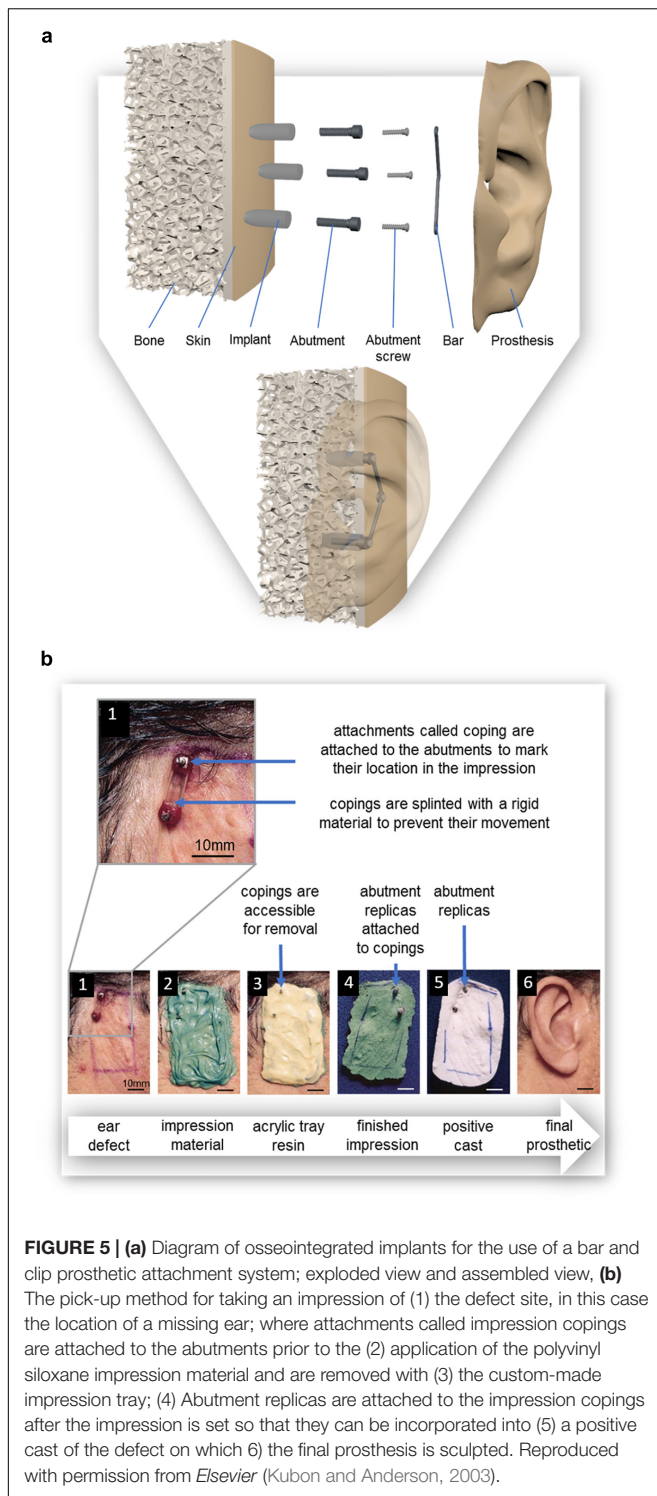 a
Bone Skin Implant Abutment Abutment screw Bar Prosthesis
b
1
attachments called coping are
attached to the abutments to mark
their location in the impression
copings are splinted with a rigid
material to prevent their movement
10mm
copings are
accessible
for removal
abutment
replicas
attached
to copings
abutment
replicas
1 2 3 4 5 6
10mm
ear
defect
impression
material
acrylic tray
resin
finished
impression
positive
cast
final
prosthetic
FIGURE 5 | (a) Diagram of osseointegrated implants for the use of a bar and
clip prosthetic attachment system; exploded view and assembled view, (b)
The pick-up method for taking an impression of (1) the defect site, in this case
the location of a missing ear; where attachments called impression copings
are attached to the abutments prior to the (2) application of the polyvinyl
siloxane impression material and are removed with (3) the custom-made
impression tray; (4) Abutment replicas are attached to the impression copings
after the impression is set so that they can be incorporated into (5) a positive
cast of the defect on which 6) the final prosthesis is sculpted. Reproduced
with permission from Elsevier (Kubon and Anderson, 2003).